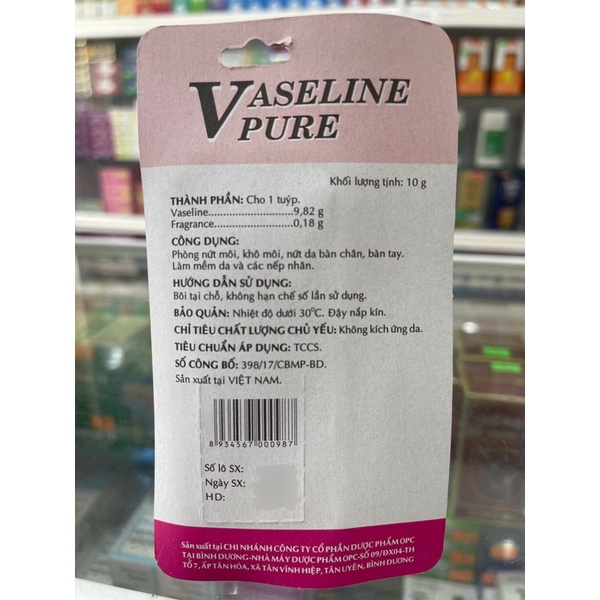 VASELINE
PURE
Khối lượng tịnh: 10 g
THÀNH PHẦN: Cho 1 tuýp.
Vaseline............................9,82 g
Fragrance............................0,18 g
CÔNG DỤNG:
Phòng nứt môi, khô môi, nứt da bàn chân, bàn tay.
Làm mềm da và các nếp nhăn.
HƯỚNG DẪN SỬ DỤNG:
Bôi tại chỗ, không hạn chế số lần sử dụng.
BẢO QUẢN: Nhiệt độ dưới 30°C. Đậy nắp kín.
CHỈ TIÊU CHẤT LƯỢNG CHỦ YẾU: Không kích ứng da.
TIÊU CHUẨN ÁP DỤNG: TCCS.
SỐ CÔNG BỐ: 398/17/CBMP-BD.
Sản xuất tại VIỆT NAM.
8 934567 000987
Số lô SX:
Ngày SX:
HD:
Sản xuất tại CHI NHÁNH CÔNG TY CỔ PHẦN DƯỢC PHẨM OPC
TẠI BÌNH DƯƠNG-NHÀ MÁY DƯỢC PHẨM OPC-SỐ 09/ĐX04-TH
TỔ 7, ẤP TÂN HÓA, XÃ TÂN VĨNH HIỆP, TÂN UYÊN, BÌNH DƯƠNG